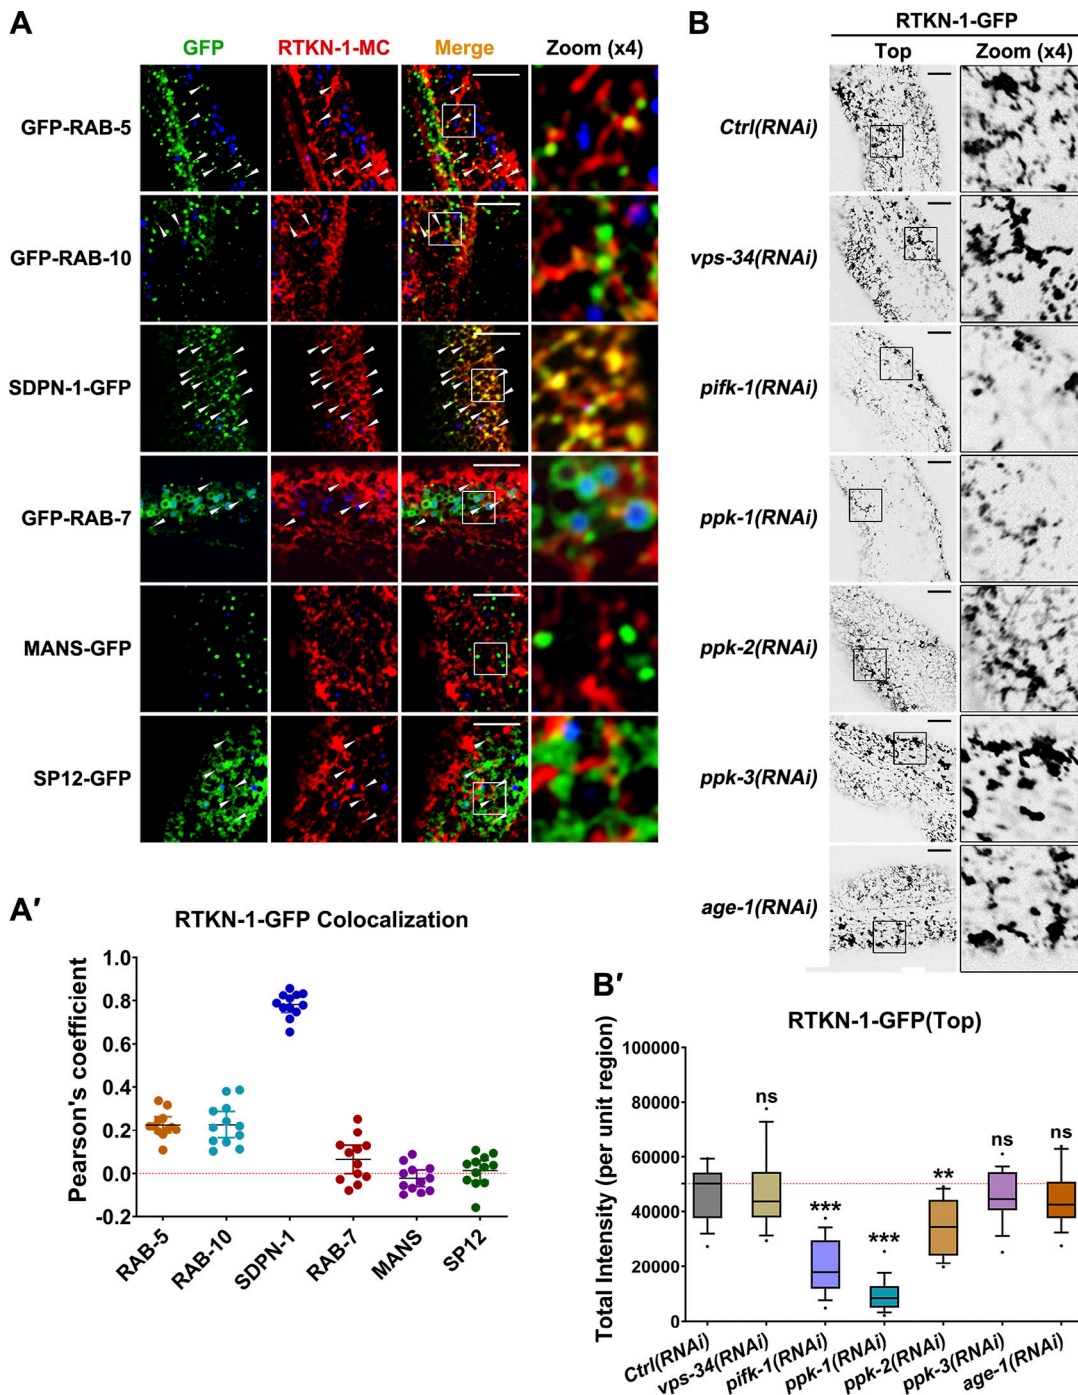 A
GFP RTKN-1-MC Merge Zoom (x4)
GFP-RAB-5
GFP-RAB-10
SDPN-1-GFP
GFP-RAB-7
MANS-GFP
SP12-GFP
B
RTKN-1-GFP
Top Zoom (x4)
Ctrl(RNAi)
vps-34(RNAi)
pifk-1(RNAi)
ppk-1(RNAi)
ppk-2(RNAi)
ppk-3(RNAi)
age-1(RNAi)
A′
RTKN-1-GFP Colocalization
Pearson's coefficient
1.0
0.8
0.6
0.4
0.2
0.0
-0.2
RAB-5
RAB-10
SDPN-1
RAB-7
MANS
SP12
B′
RTKN-1-GFP(Top)
Total Intensity (per unit region)
100000
80000
60000
40000
20000
0
ns
***
***
**
ns
ns
Ctrl(RNAi)
vps-34(RNAi)
pifk-1(RNAi)
ppk-1(RNAi)
ppk-2(RNAi)
ppk-3(RNAi)
age-1(RNAi)